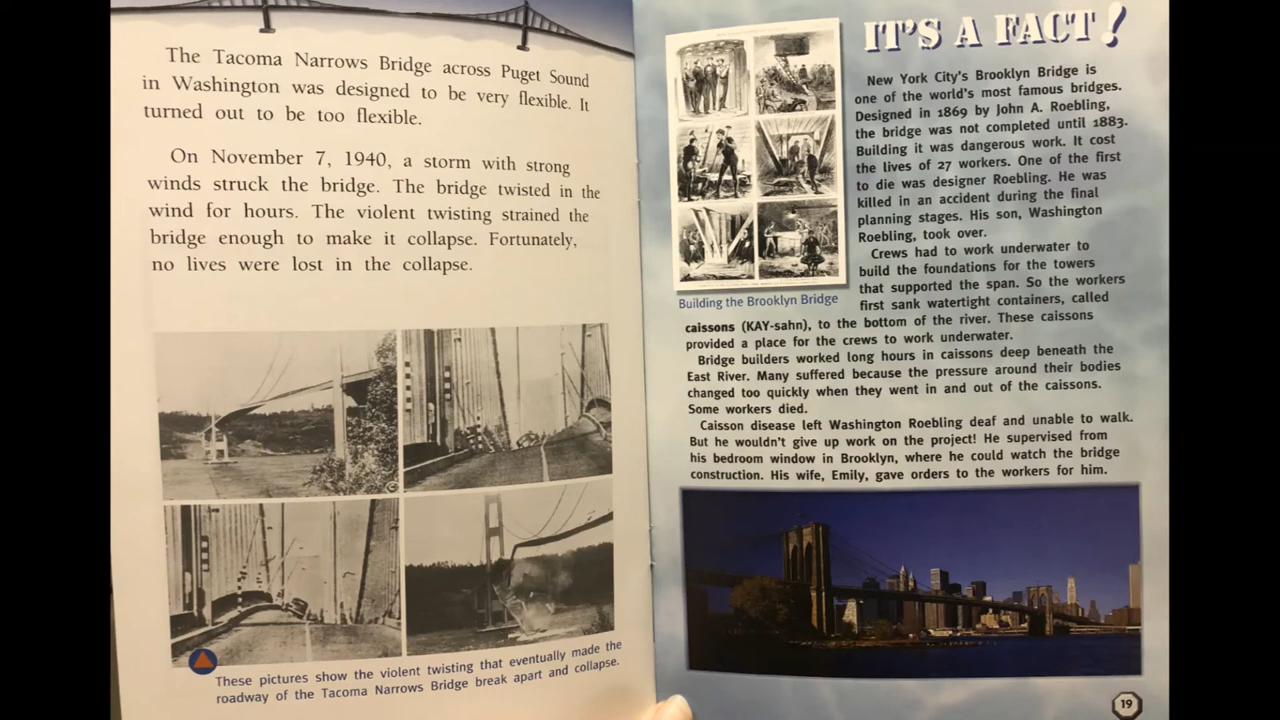 The Tacoma Narrows Bridge across Puget Sound
in Washington was designed to be very flexible. It
turned out to be too flexible.
On November 7, 1940, a storm with strong
winds struck the bridge. The bridge twisted in the
wind for hours. The violent twisting strained the
bridge enough to make it collapse. Fortunately,
no lives were lost in the collapse.
These pictures show the violent twisting that eventually made the
roadway of the Tacoma Narrows Bridge break apart and collapse.
IT'S A FACT!
New York City's Brooklyn Bridge is
one of the world's most famous bridges.
Designed in 1869 by John A. Roebling,
the bridge was not completed until 1883.
Building it was dangerous work. It cost
the lives of 27 workers. One of the first
to die was designer Roebling. He was
killed in an accident during the final
planning stages. His son, Washington
Roebling, took over.
Crews had to work underwater to
build the foundations for the towers
that supported the span. So the workers
first sank watertight containers, called
Building the Brooklyn Bridge
caissons (KAY-sahn), to the bottom of the river. These caissons
provided a place for the crews to work underwater.
Bridge builders worked long hours in caissons deep beneath the
East River. Many suffered because the pressure around their bodies
changed too quickly when they went in and out of the caissons.
Some workers died.
Caisson disease left Washington Roebling deaf and unable to walk.
But he wouldn't give up work on the project! He supervised from
his bedroom window in Brooklyn, where he could watch the bridge
construction. His wife, Emily, gave orders to the workers for him.
19